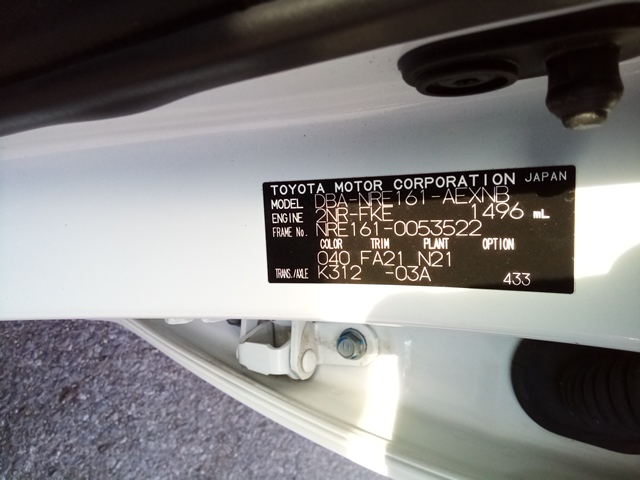 TOYOTA MOTOR CORPORATION JAPAN
MODEL DBA-NRE161-AEXNB
ENGINE 2NR-FKE 1496 mL
FRAME No. NRE161-0053522
COLOR TRIM PLANT OPTION
040 FA21 N21
TRANS./AXLE K312 -03A 433